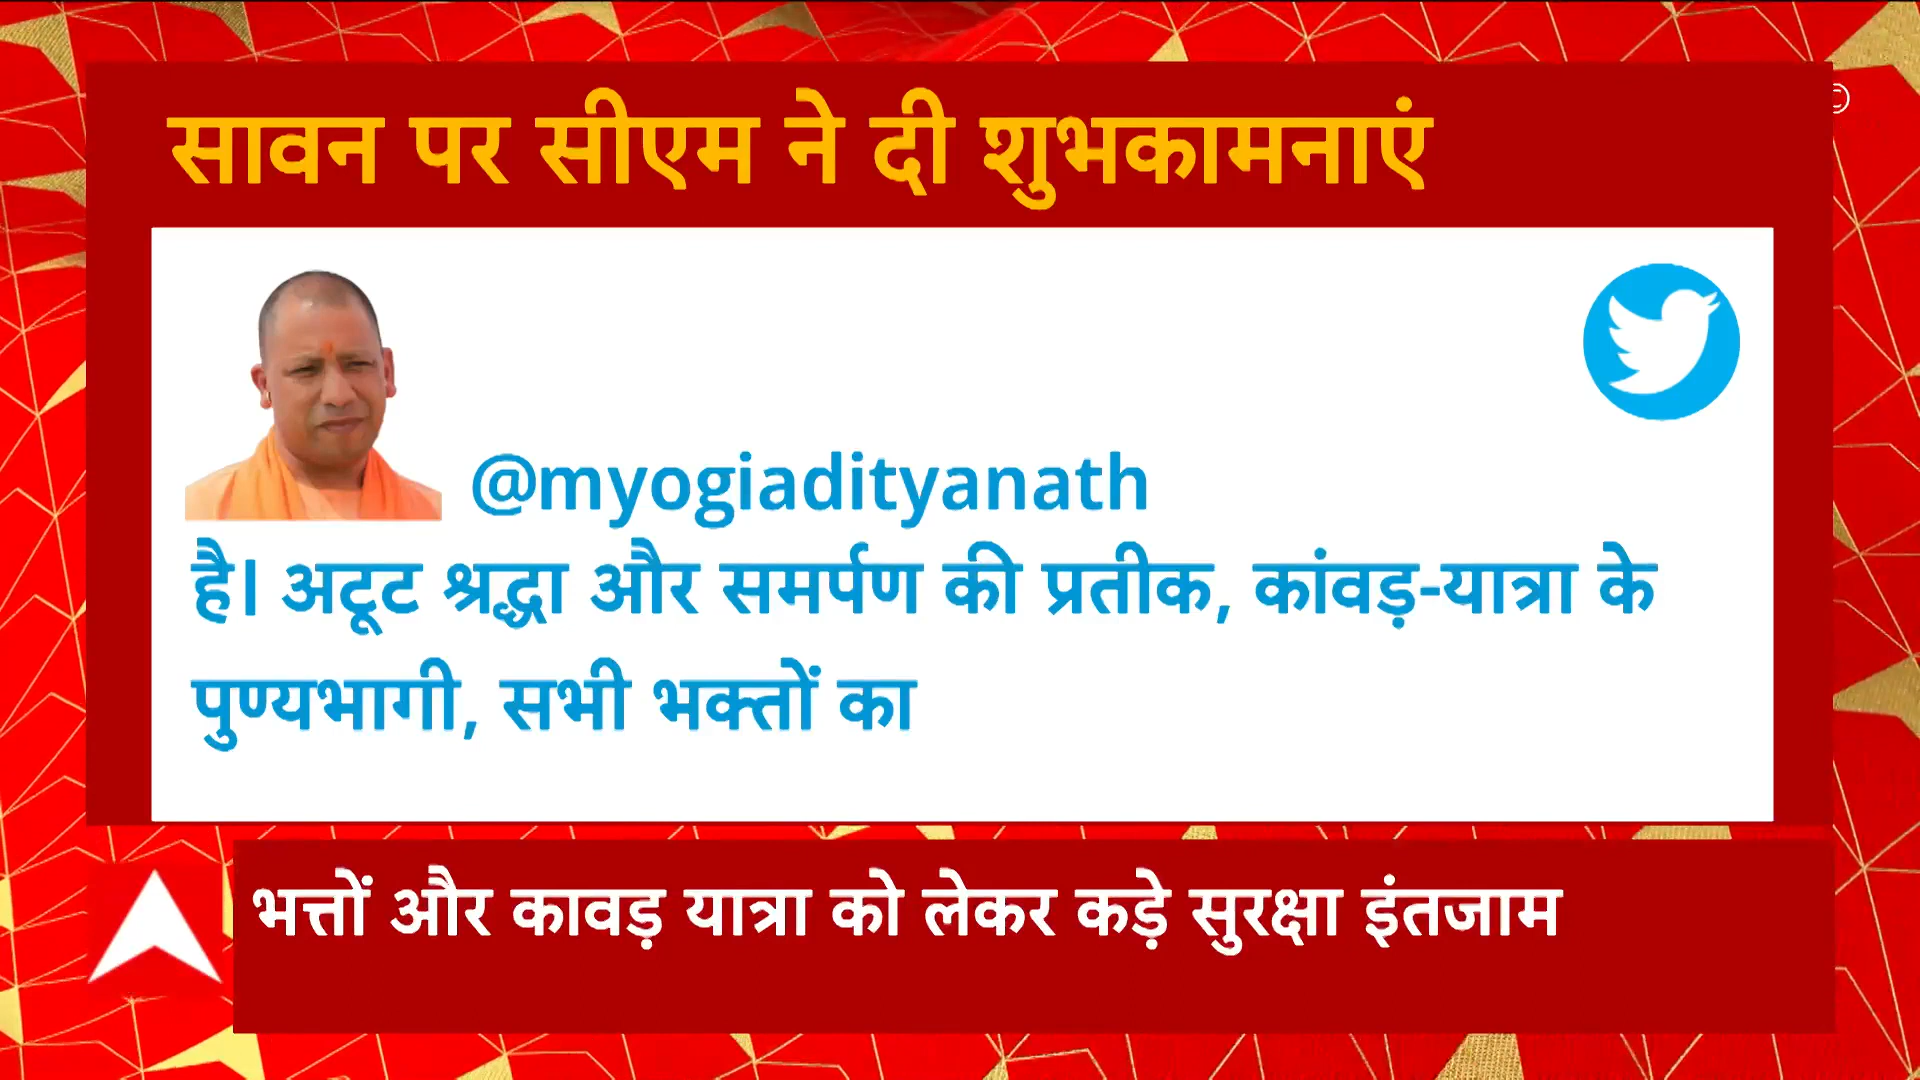 सावन पर सीएम ने दी शुभकामनाएं
©
@myogiadityanath
है। अटूट श्रद्धा और समर्पण की प्रतीक, कांवड़-यात्रा के
पुण्यभागी, सभी भक्तों का
भत्तों और कावड़ यात्रा को लेकर कड़े सुरक्षा इंतजाम